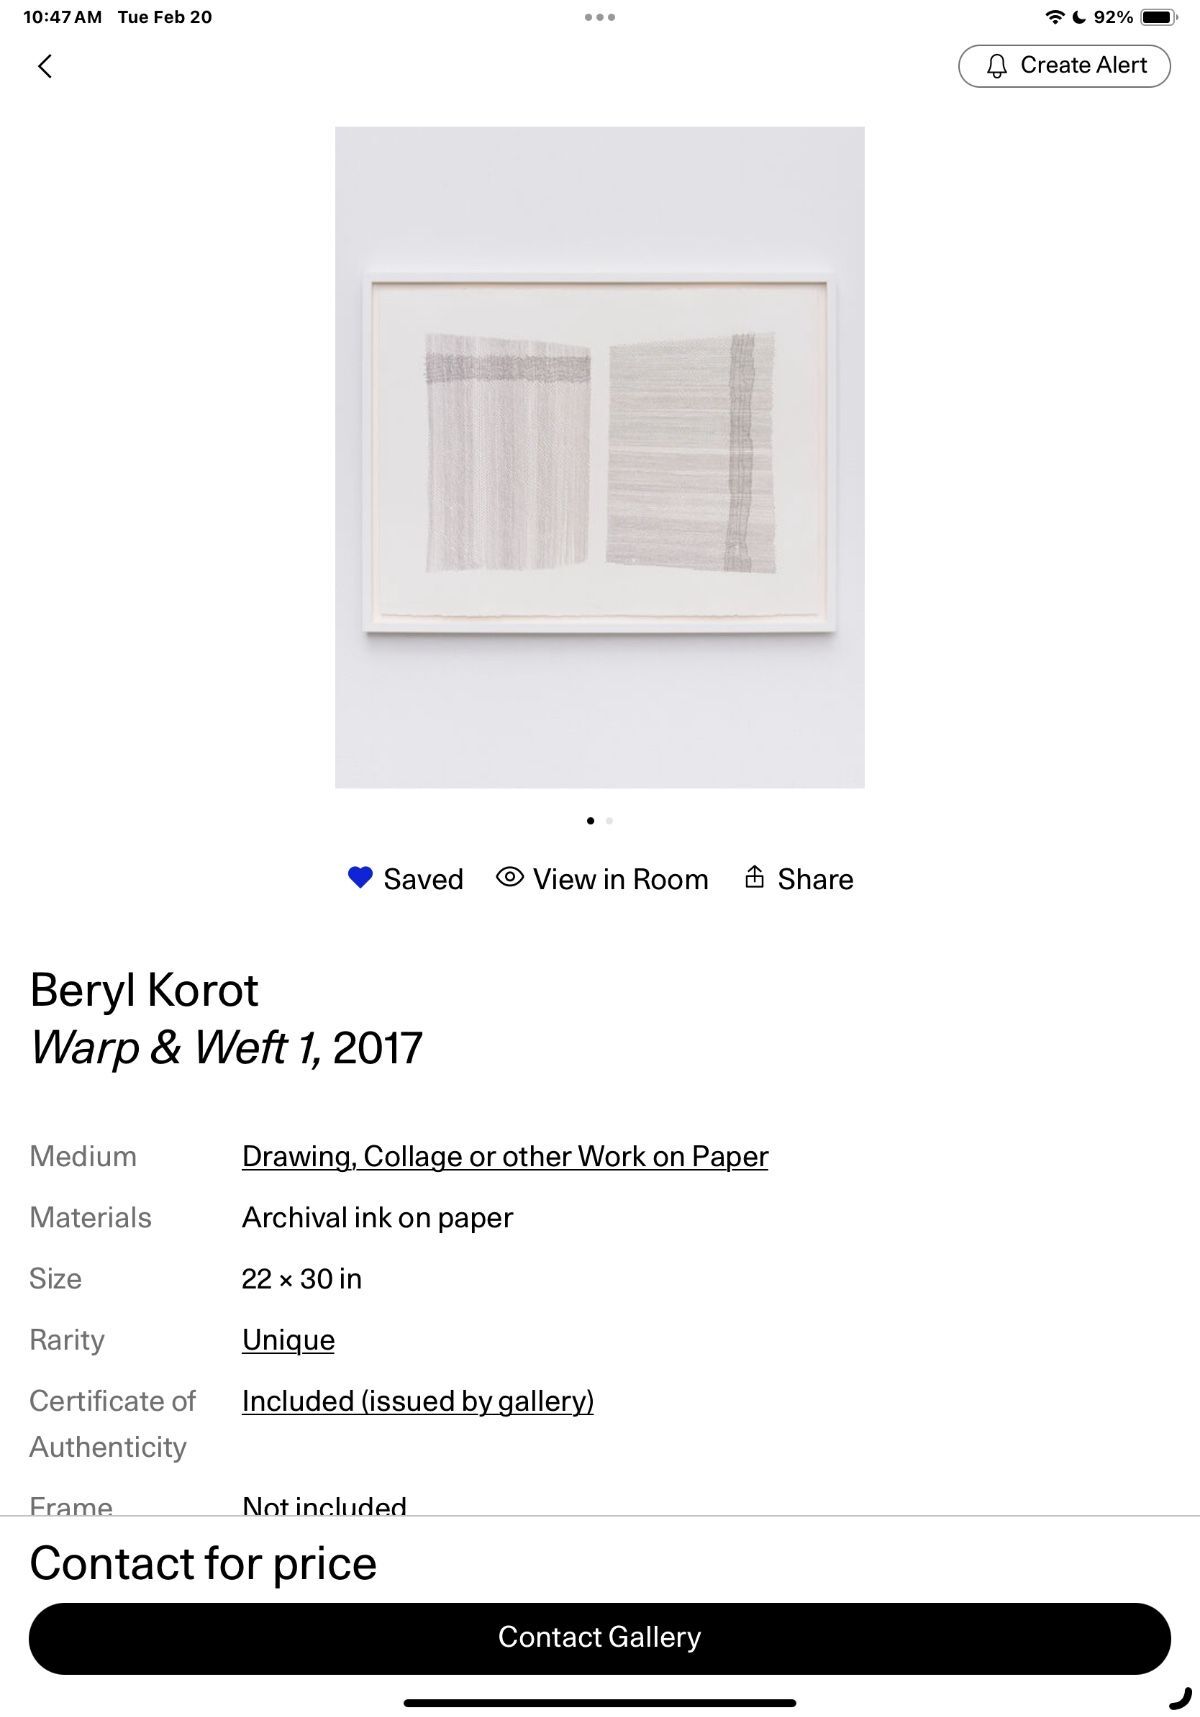 10:47 AM Tue Feb 20
92%
Create Alert
Saved View in Room Share
Beryl Korot
Warp & Weft 1, 2017
Medium Drawing, Collage or other Work on Paper
Materials Archival ink on paper
Size 22 × 30 in
Rarity Unique
Certificate of Included (issued by gallery)
Authenticity
Frame Not included
Contact for price
Contact Gallery